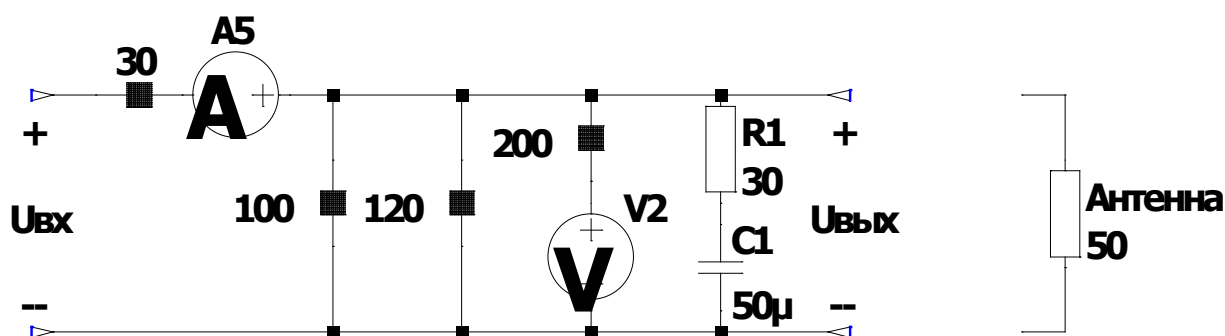 A5
30
A
+
+
100
120
200
+
V2
V
R1
30
C1
50µ
+
Uвх
Uвых
--
--
Антенна
50